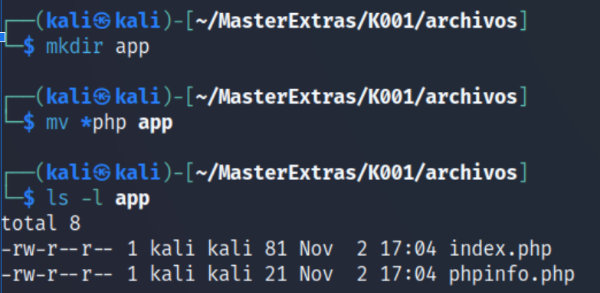 ┌──(kali㉿kali)-[~/MasterExtras/K001/archivos]
└─$ mkdir app
┌──(kali㉿kali)-[~/MasterExtras/K001/archivos]
└─$ mv *php app
┌──(kali㉿kali)-[~/MasterExtras/K001/archivos]
└─$ ls -l app
total 8
-rw-r--r-- 1 kali kali 81 Nov  2 17:04 index.php
-rw-r--r-- 1 kali kali 21 Nov  2 17:04 phpinfo.php